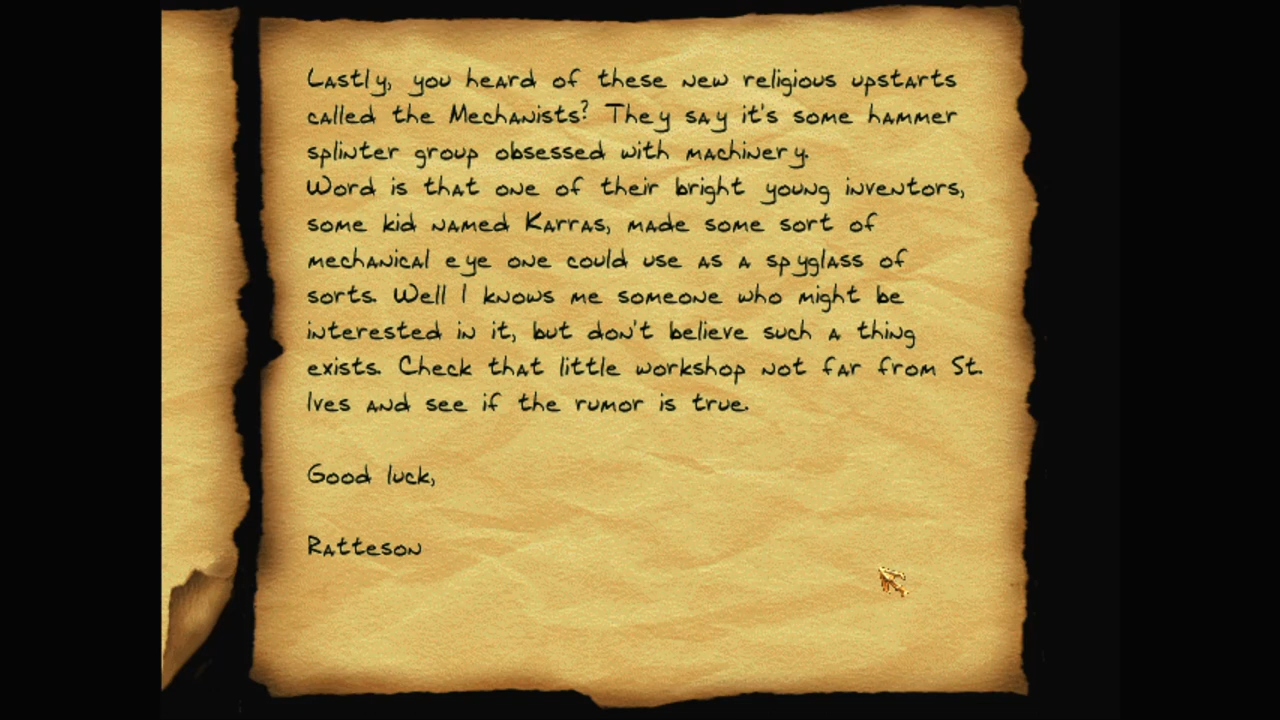 Lastly, you heard of these new religious upstarts
called the Mechanists? They say it's some hammer
splinter group obsessed with machinery.
Word is that one of their bright young inventors,
some kid named Karras, made some sort of
mechanical eye one could use as a spyglass of
sorts. Well I knows me someone who might be
interested in it, but don't believe such a thing
exists. Check that little workshop not far from St.
Ives and see if the rumor is true.
Good luck,
Ratteson